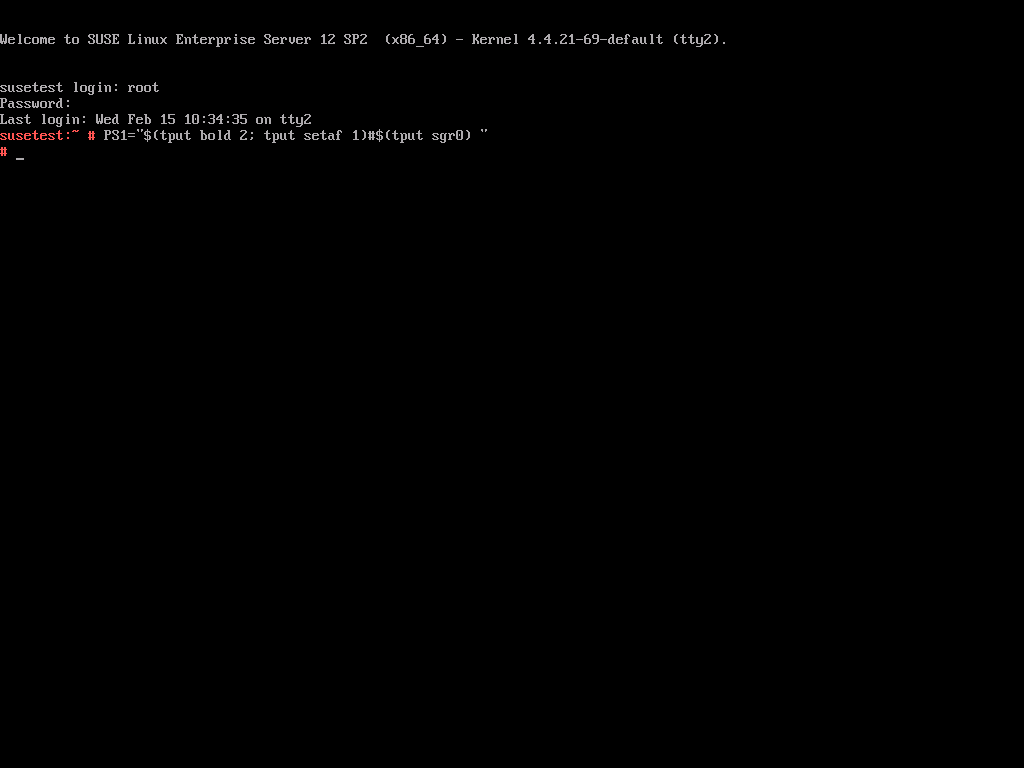 Welcome to SUSE Linux Enterprise Server 12 SP2  (x86_64) - Kernel 4.4.21-69-default (tty2).
susetest login: root
Password:
Last login: Wed Feb 15 10:34:35 on tty2
susetest:~ # PS1="$(tput bold 2; tput setaf 1)#$(tput sgr0) "
# _